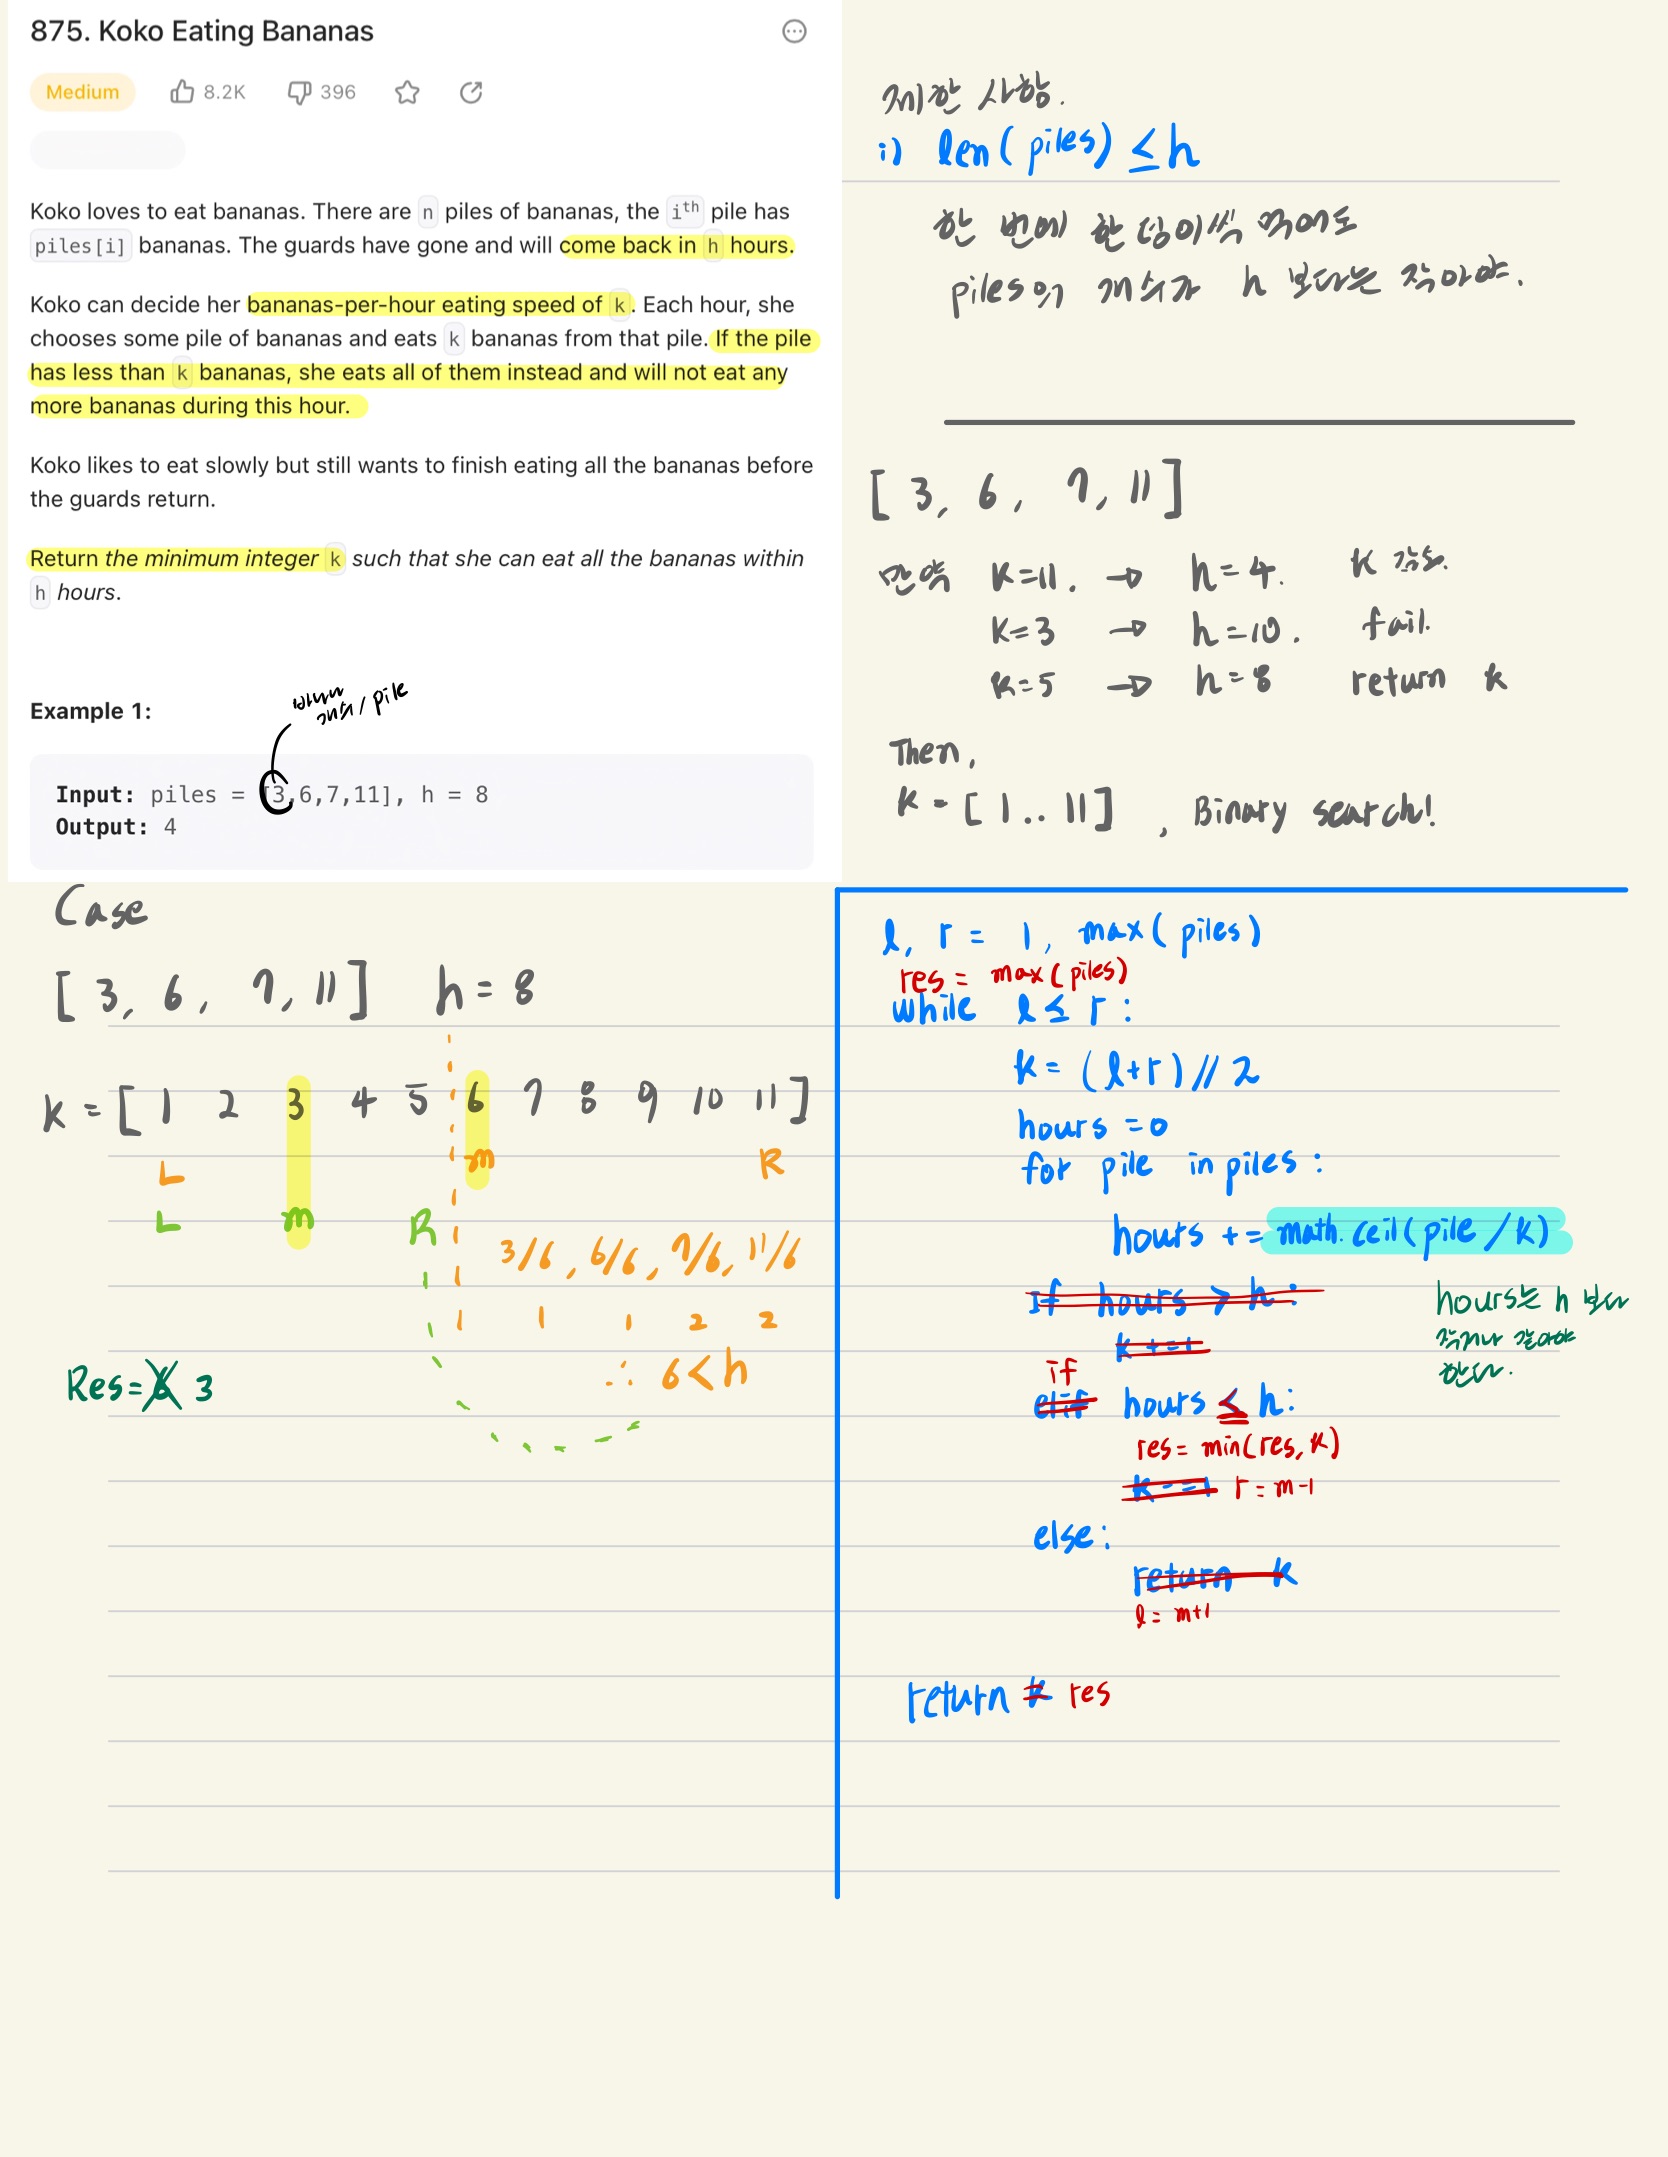 875. Koko Eating Bananas
Medium 8.2K 396
Koko loves to eat bananas. There are n piles of bananas, the ith pile has
piles[i] bananas. The guards have gone and will come back in h hours.
Koko can decide her bananas-per-hour eating speed of k. Each hour, she
chooses some pile of bananas and eats k bananas from that pile. If the pile
has less than k bananas, she eats all of them instead and will not eat any
more bananas during this hour.
Koko likes to eat slowly but still wants to finish eating all the bananas before
the guards return.
Return the minimum integer k such that she can eat all the bananas within
h hours.
바나나
개수/pile
Example 1:
Input: piles = [3,6,7,11], h = 8
Output: 4
제한 사항.
i) len(piles) ≤ h
한 번에 한 덩이씩 먹어도
piles의 개수가 h 보다는 작아야.
[3, 6, 7, 11]
만약 K=11. → h=4. K 감소.
K=3 → h=10. fail.
K=5 → h=8 return k
Then,
k = [1.. 11], Binary search!
Case
[3, 6, 7, 11] h = 8
K = [1 2 3 4 5 6 7 8 9 10 11]
L m R
L m R
3/6, 6/6, 7/6, 11/6
1 1 2 2
∴ 6 < h
Res= 6 3
l, r = 1, max(piles)
res = max(piles)
while l ≤ r:
k = (l+r)//2
hours = 0
for pile in piles:
hours += math.ceil(pile/k)
if hours > h:
k += 1
hours는 h 보다
작거나 같아야
한다.
if
elif hours ≤ h:
res = min(res, k)
k -= 1 r = m-1
else:
return k
l = m+1
return k res